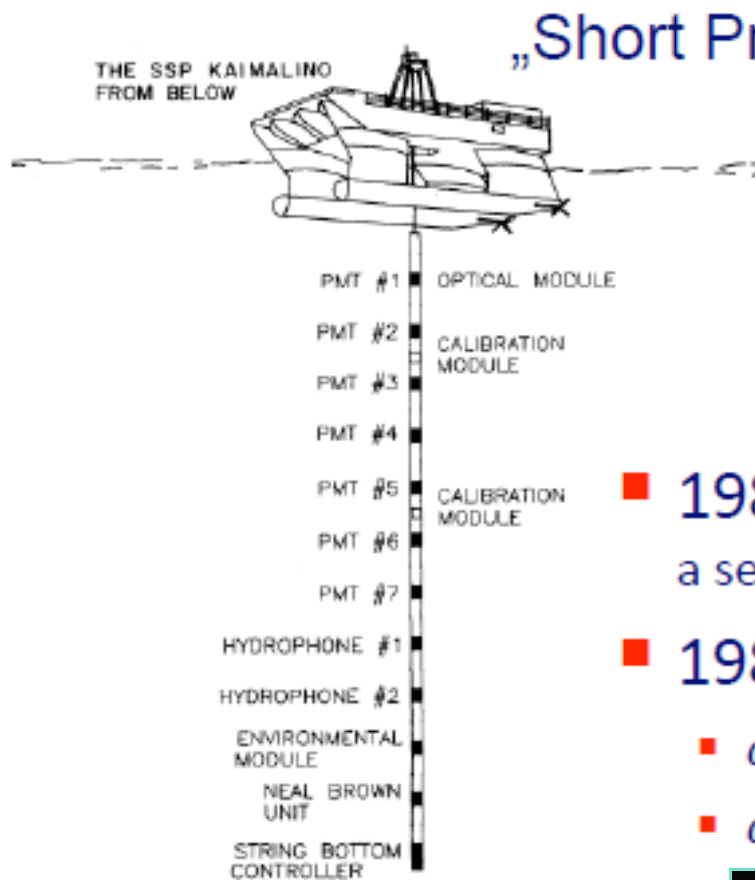 „Short Pr
THE SSP KAIMALINO
FROM BELOW
PMT #1
OPTICAL MODULE
PMT #2
CALIBRATION
MODULE
PMT #3
PMT #4
PMT #5
CALIBRATION
MODULE
PMT #6
PMT #7
HYDROPHONE #1
HYDROPHONE #2
ENVIRONMENTAL
MODULE
NEAL BROWN
UNIT
STRING BOTTOM
CONTROLLER
198
a se
198